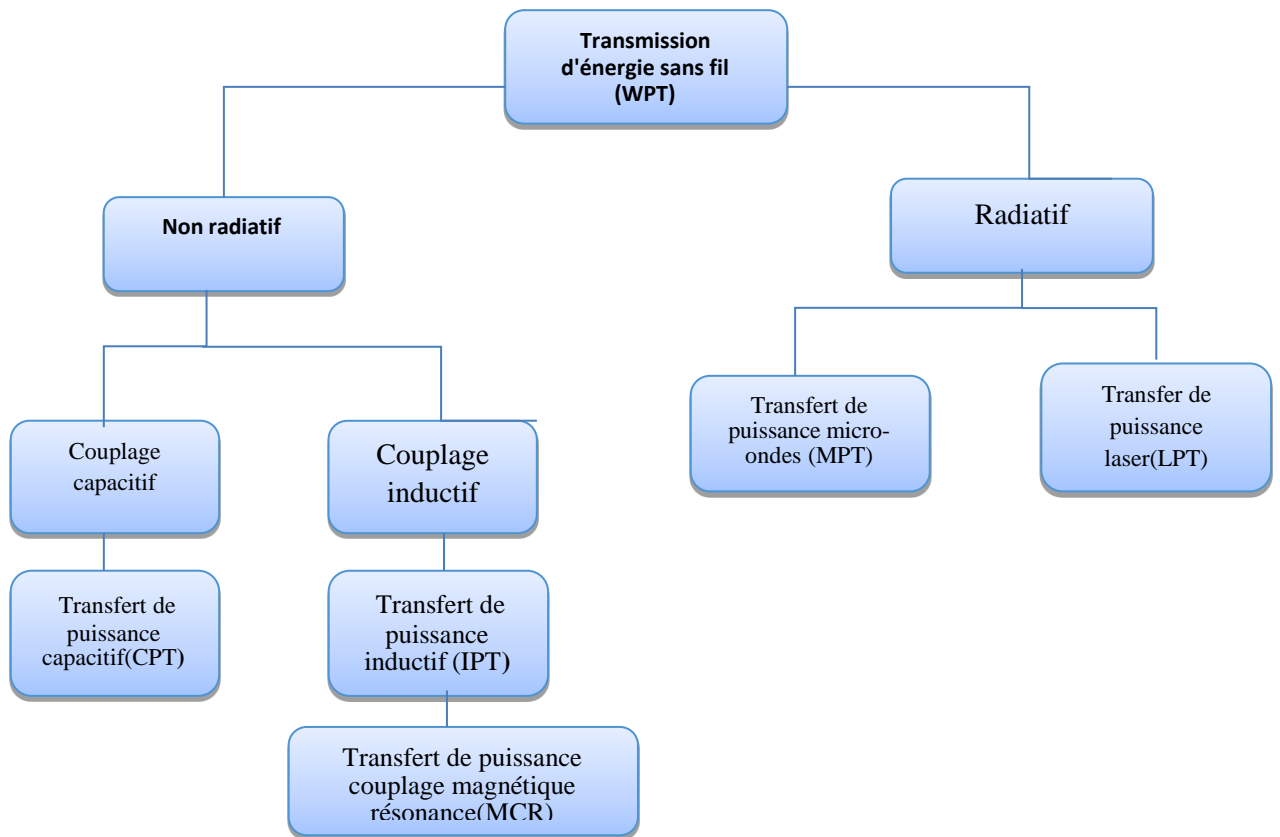 Transmission
d'énergie sans fil
(WPT)
Non radiatif
Radiatif
Couplage
capacitif
Couplage
inductif
Transfert de
puissance micro-
ondes (MPT)
Transfer de
puissance
laser(LPT)
Transfert de
puissance
capacitif(CPT)
Transfert de
puissance
inductif (IPT)
Transfert de puissance
couplage magnétique
résonance(MCR)